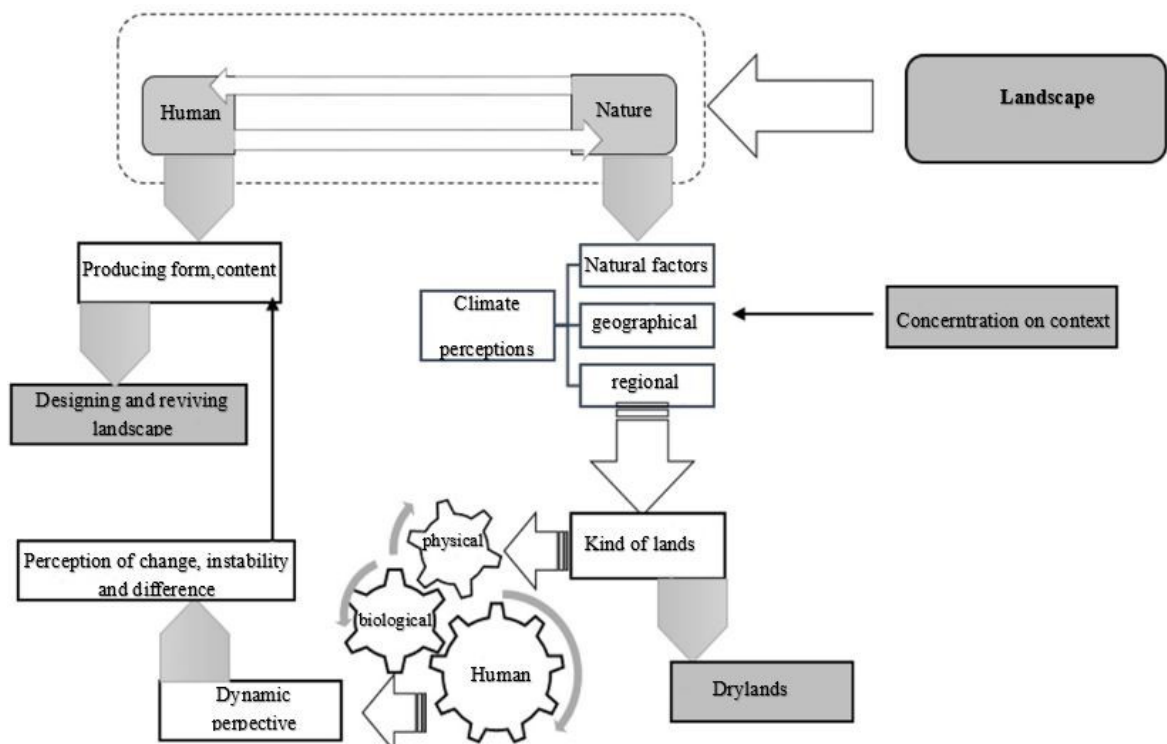 Landscape
Human
Nature
Producing form,content
Natural factors
Climate
perceptions
geographical
Concerntration on context
regional
Designing and reviving
landscape
physical
Kind of lands
Perception of change, instability
and difference
biological
Human
Drylands
Dynamic
perpective